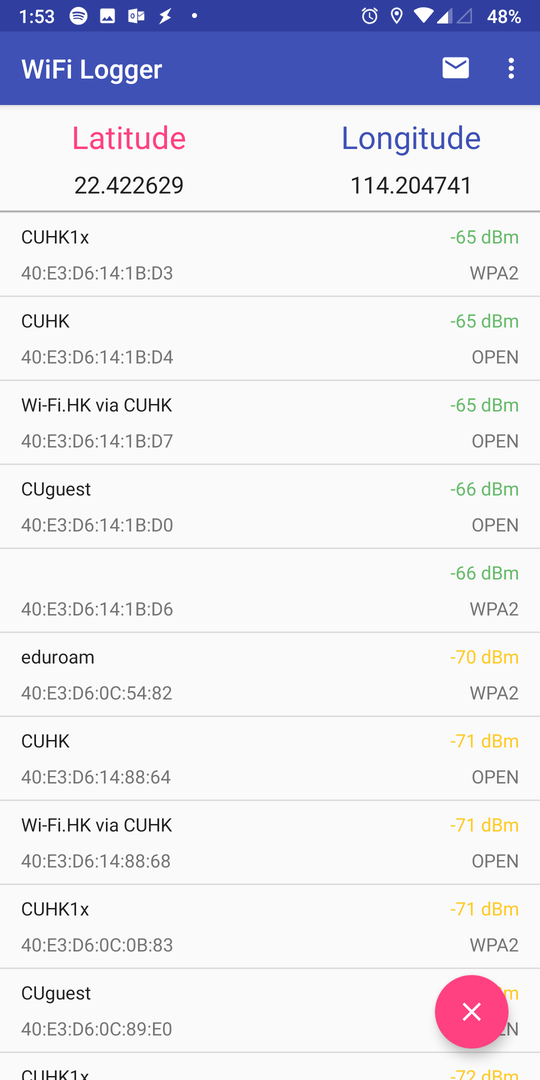 1:53 48%
WiFi Logger
Latitude Longitude
22.422629 114.204741
CUHK1x -65 dBm
40:E3:D6:14:1B:D3 WPA2
CUHK -65 dBm
40:E3:D6:14:1B:D4 OPEN
Wi-Fi.HK via CUHK -65 dBm
40:E3:D6:14:1B:D7 OPEN
CUguest -66 dBm
40:E3:D6:14:1B:D0 OPEN
-66 dBm
40:E3:D6:14:1B:D6 WPA2
eduroam -70 dBm
40:E3:D6:0C:54:82 WPA2
CUHK -71 dBm
40:E3:D6:14:88:64 OPEN
Wi-Fi.HK via CUHK -71 dBm
40:E3:D6:14:88:68 OPEN
CUHK1x -71 dBm
40:E3:D6:0C:0B:83 WPA2
CUguest
40:E3:D6:0C:89:E0
CUHK1x -72 dBm